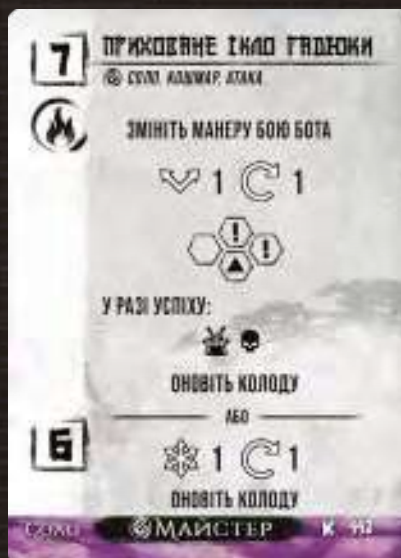 7 ПРИХОВАНЕ ІКЛО ГАДЮКИ
СОЛО. КОШМАР. АТАКА
ЗМІНІТЬ МАНЕРУ БОЮ БОТА
1 1
! !
У РАЗІ УСПІХУ:
ОНОВІТЬ КОЛОДУ
АБО
6 1 1
ОНОВІТЬ КОЛОДУ
СОЛО МАЙСТЕР